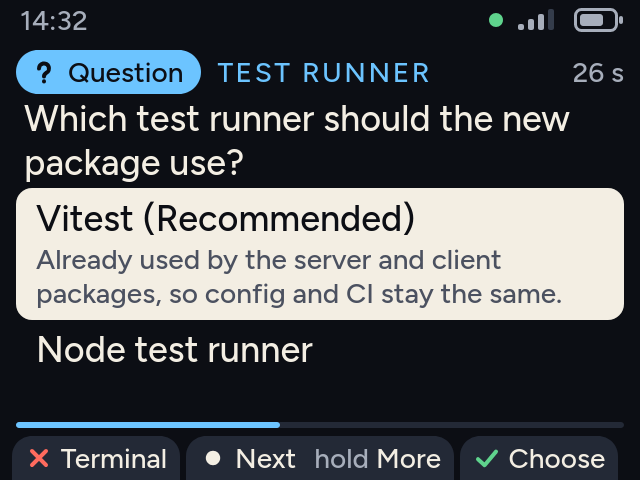 14:32
? Question TEST RUNNER 26 s
Which test runner should the new
package use?
Vitest (Recommended)
Already used by the server and client
packages, so config and CI stay the same.
Node test runner
Terminal Next hold More Choose